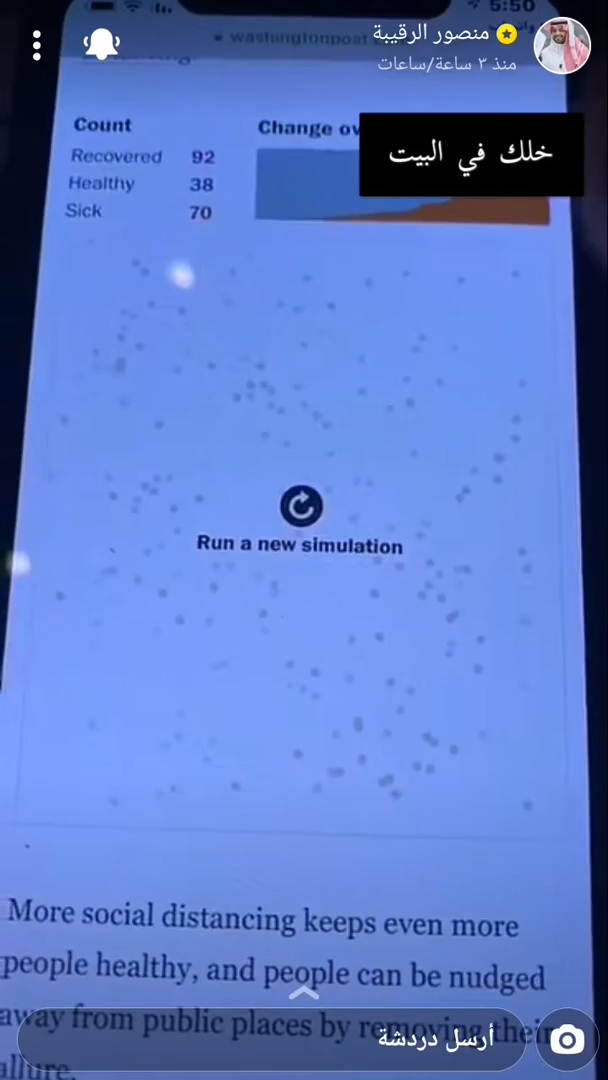 5:50
washingtonpost
منصور الرقيبة
منذ ٣ ساعة/ساعات
خلك في البيت
Count
Change ov
Recovered 92
Healthy 38
Sick 70
Run a new simulation
More social distancing keeps even more
people healthy, and people can be nudged
away from public places by removing their
allure.
أرسل دردشة